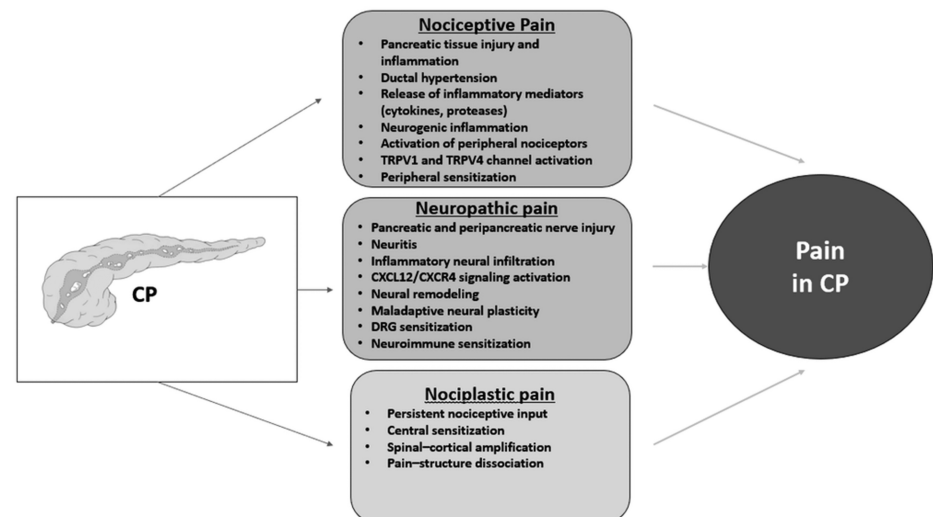 Nociceptive Pain
• Pancreatic tissue injury and
inflammation
• Ductal hypertension
• Release of inflammatory mediators
(cytokines, proteases)
• Neurogenic inflammation
• Activation of peripheral nociceptors
• TRPV1 and TRPV4 channel activation
• Peripheral sensitization
CP
Neuropathic pain
• Pancreatic and peripancreatic nerve injury
• Neuritis
• Inflammatory neural infiltration
• CXCL12/CXCR4 signaling activation
• Neural remodeling
• Maladaptive neural plasticity
• DRG sensitization
• Neuroimmune sensitization
Nociplastic pain
• Persistent nociceptive input
• Central sensitization
• Spinal–cortical amplification
• Pain–structure dissociation
Pain
in CP